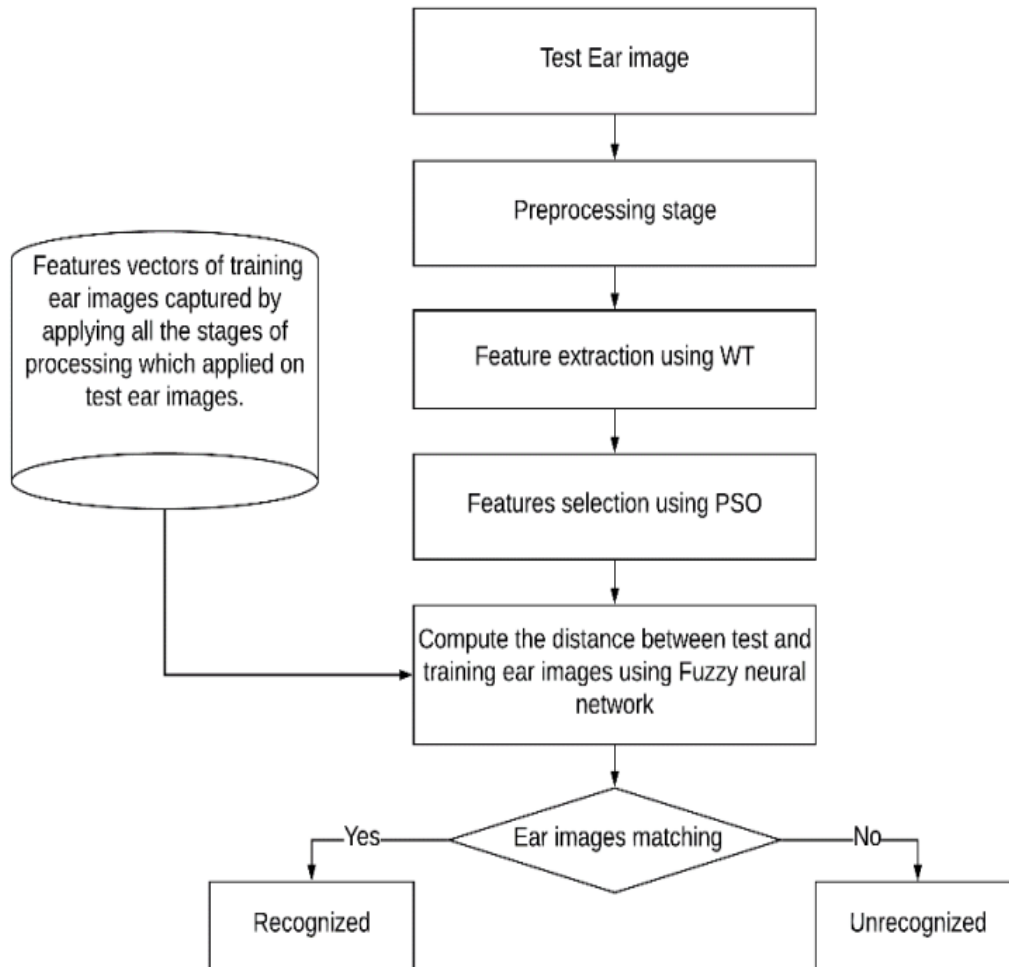 Test Ear image
Preprocessing stage
Features vectors of training
ear images captured by
applying all the stages of
processing which applied on
test ear images.
Feature extraction using WT
Features selection using PSO
Compute the distance between test and
training ear images using Fuzzy neural
network
Ear images matching
Yes
No
Recognized
Unrecognized